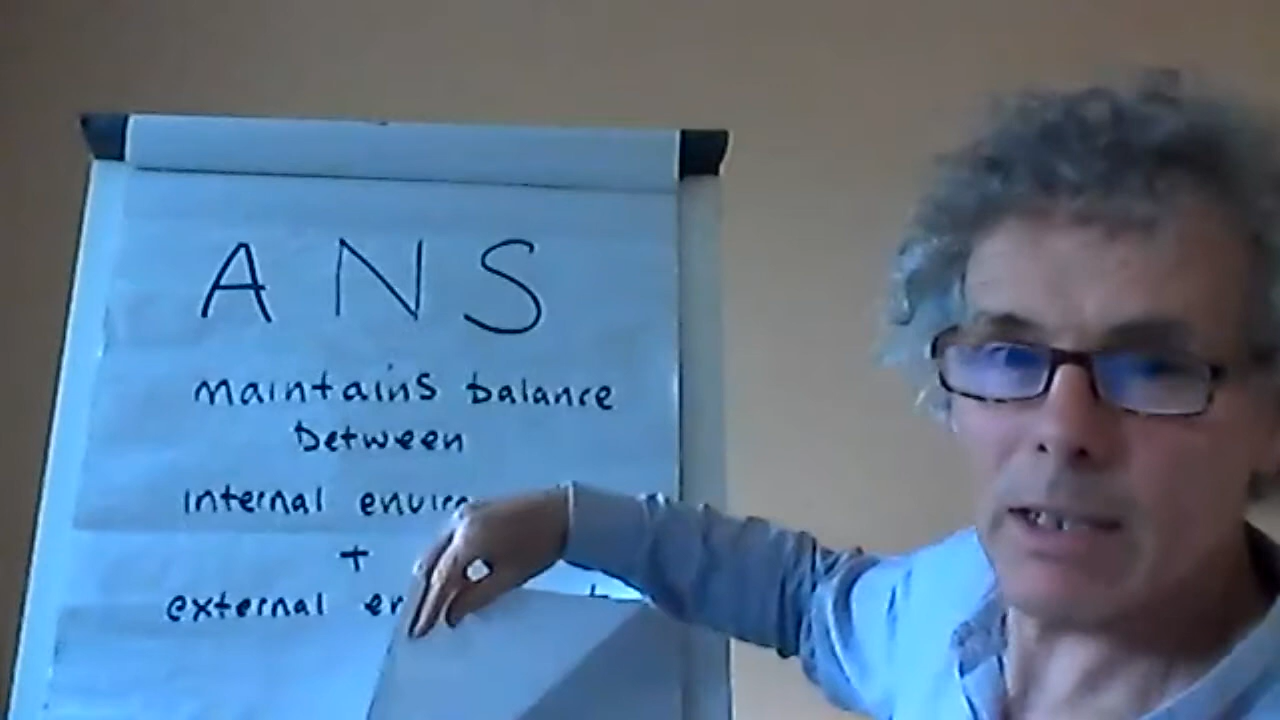 ANS
maintains balance
between
internal
+
external